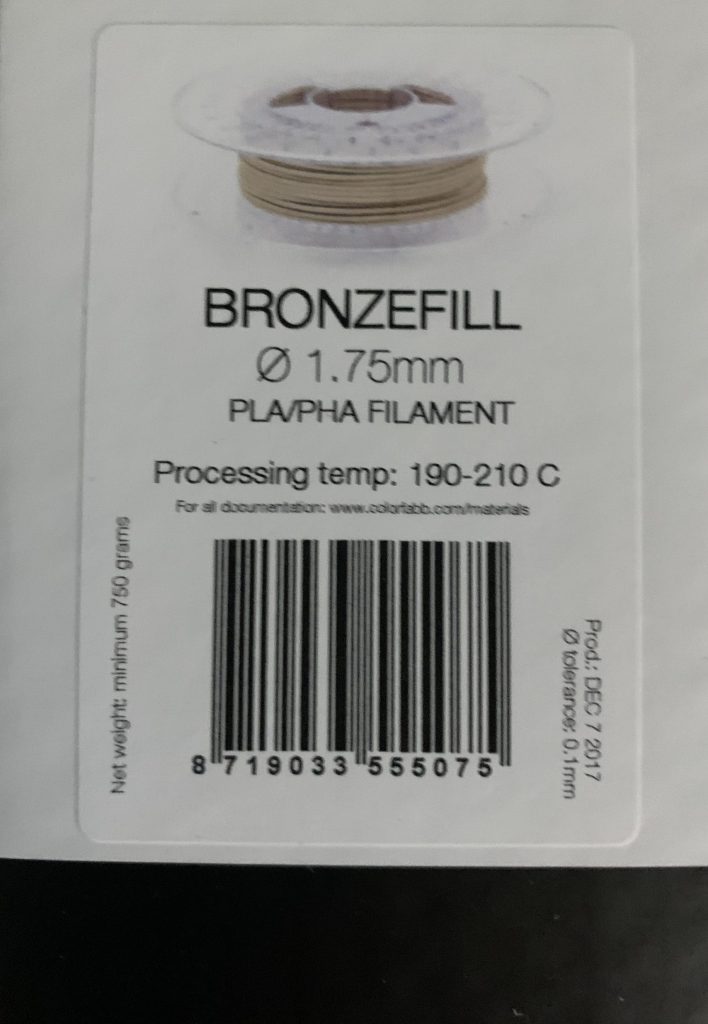 BRONZEFILL
Ø 1.75mm
PLA/PHA FILAMENT
Processing temp: 190-210 C
For all documentation: www.colorfabb.com/materials
Net weight: minimum 750 grams
Prod.: DEC 7 2017
Ø tolerance: 0.1mm
8 719033 555075